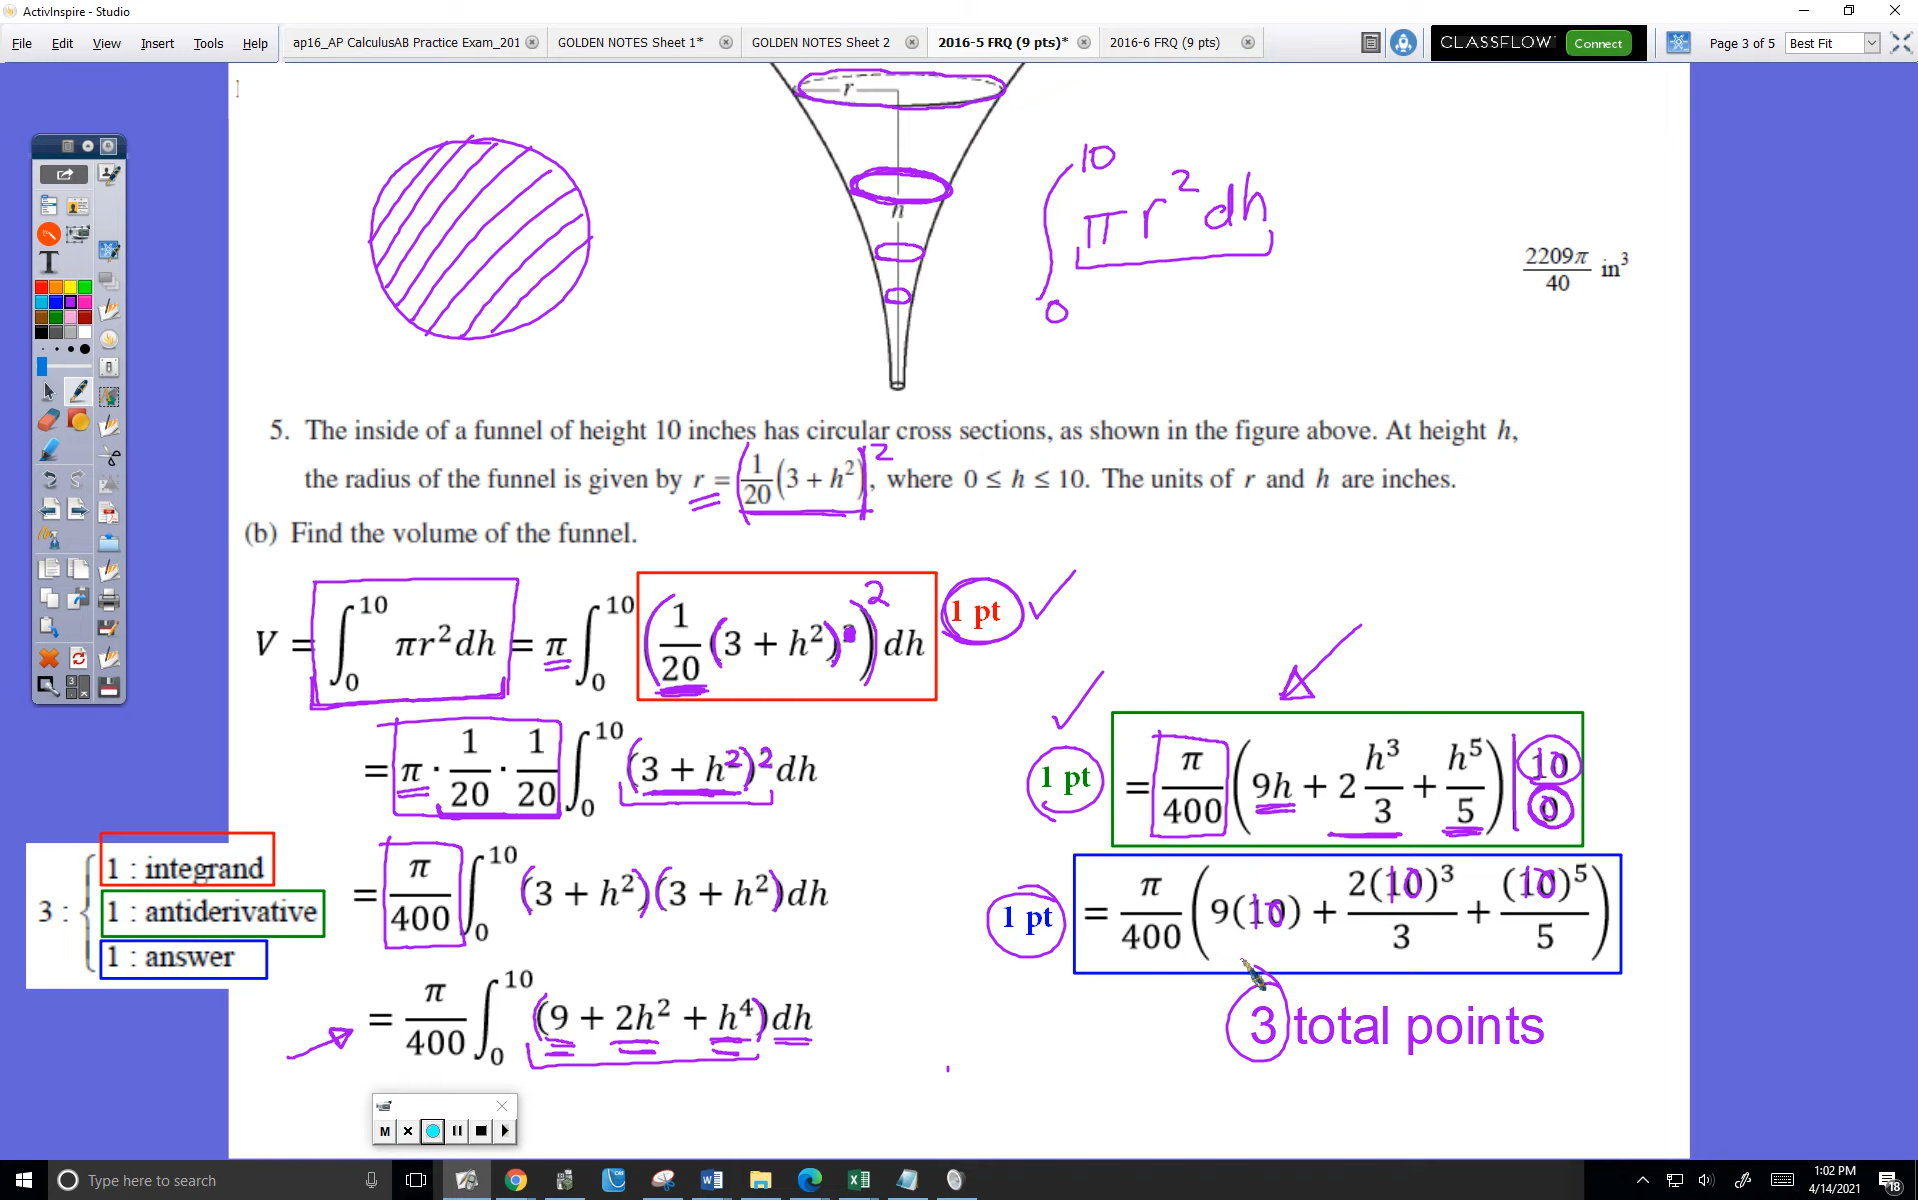 ActivInspire - Studio
File Edit View Insert Tools Help
ap16_AP CalculusAB Practice Exam_201
GOLDEN NOTES Sheet 1*
GOLDEN NOTES Sheet 2
2016-5 FRQ (9 pts)*
2016-6 FRQ (9 pts)
CLASSFLOW
Connect
Page 3 of 5
Best Fit
r
h
10
πr² dh
0
2209π/40 in³
5. The inside of a funnel of height 10 inches has circular cross sections, as shown in the figure above. At height h,
the radius of the funnel is given by r = (1/20 (3 + h²))², where 0 ≤ h ≤ 10. The units of r and h are inches.
(b) Find the volume of the funnel.
V = ∫₀¹⁰ πr²dh = π ∫₀¹⁰ (1/20 (3 + h²))² dh
1 pt
= π · 1/20 · 1/20 ∫₀¹⁰ (3 + h²)² dh
= π/400 ∫₀¹⁰ (3 + h²)(3 + h²)dh
= π/400 ∫₀¹⁰ (9 + 2h² + h⁴)dh
3 : { 1 : integrand
1 : antiderivative
1 : answer
1 pt = π/400 (9h + 2 h³/3 + h⁵/5) |₀¹⁰
1 pt = π/400 (9(10) + 2(10)³/3 + (10)⁵/5)
3 total points
M
Type here to search
1:02 PM
4/14/2021
18